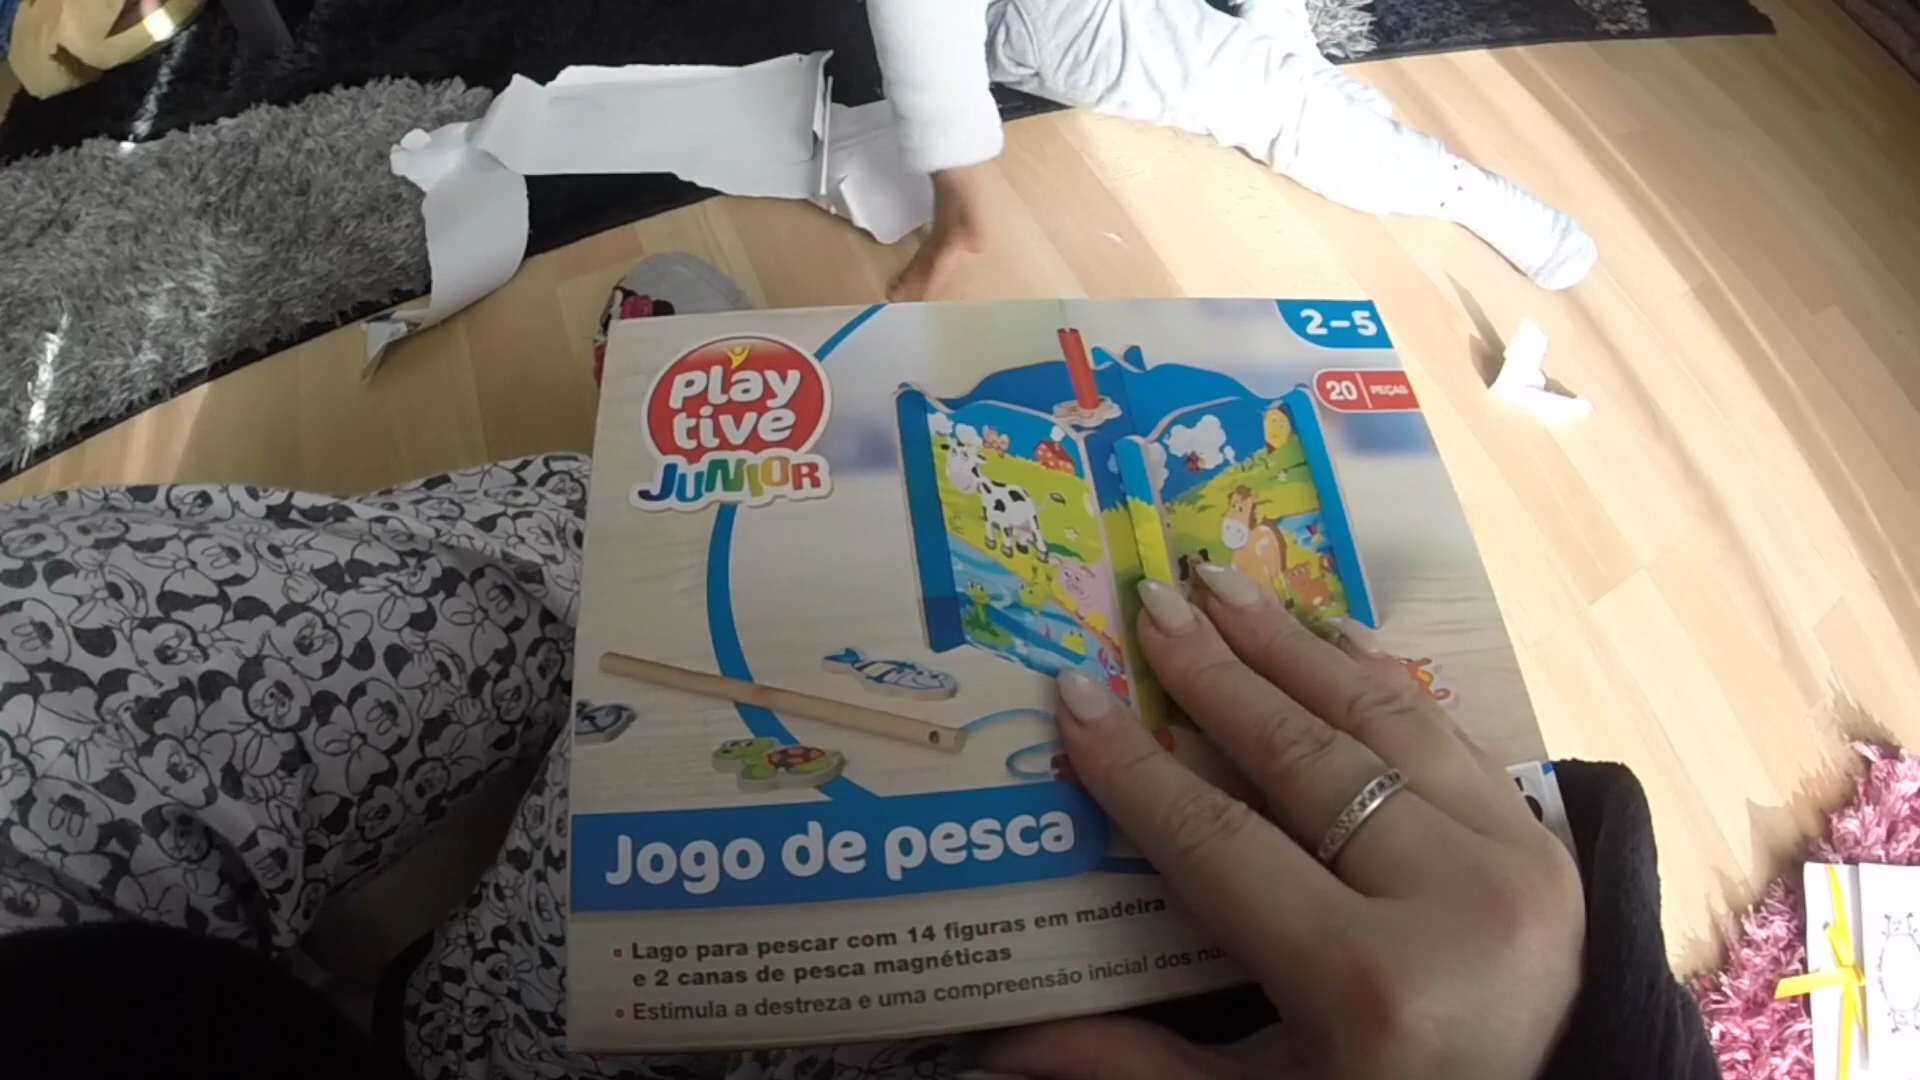 Play
tive
JUNIOR
2-5
20 PEÇAS
Jogo de pesca
Lago para pescar com 14 figuras em madeira
e 2 canas de pesca magnéticas
Estimula a destreza e uma compreensão inicial dos